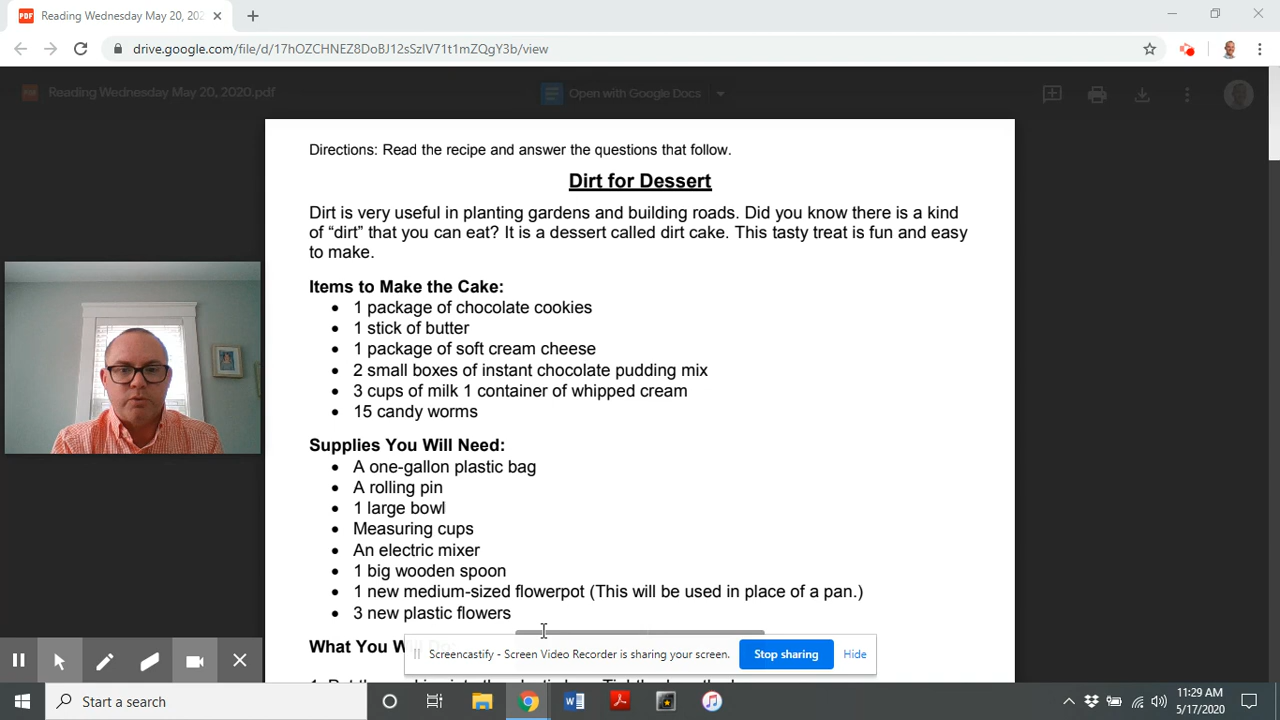 Reading Wednesday May 20, 202
drive.google.com/file/d/17hOZCHNEZ8DoBJ12sSzIV71t1mZQgY3b/view
Reading Wednesday May 20, 2020.pdf
Open with Google Docs
Directions: Read the recipe and answer the questions that follow.
Dirt for Dessert
Dirt is very useful in planting gardens and building roads. Did you know there is a kind
of “dirt” that you can eat? It is a dessert called dirt cake. This tasty treat is fun and easy
to make.
Items to Make the Cake:
• 1 package of chocolate cookies
• 1 stick of butter
• 1 package of soft cream cheese
• 2 small boxes of instant chocolate pudding mix
• 3 cups of milk 1 container of whipped cream
• 15 candy worms
Supplies You Will Need:
• A one-gallon plastic bag
• A rolling pin
• 1 large bowl
• Measuring cups
• An electric mixer
• 1 big wooden spoon
• 1 new medium-sized flowerpot (This will be used in place of a pan.)
• 3 new plastic flowers
What You W
Screencastify - Screen Video Recorder is sharing your screen.
Stop sharing
Hide
Start a search
11:29 AM
5/17/2020